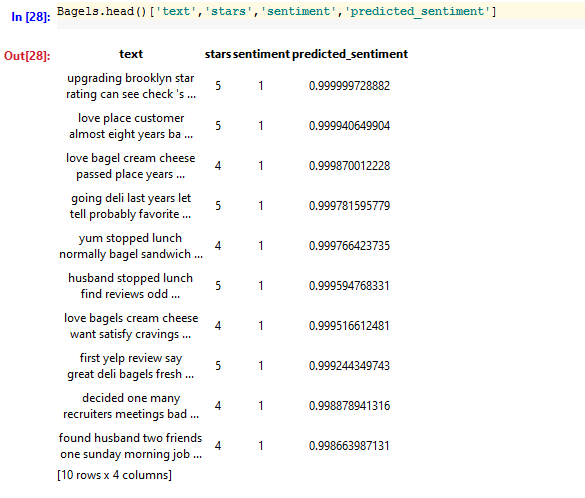 In [28]: Bagels.head()['text','stars','sentiment','predicted_sentiment']
Out[28]: text stars sentiment predicted_sentiment
upgrading brooklyn star
rating can see check 's ... 5 1 0.999999728882
love place customer
almost eight years ba ... 5 1 0.999940649904
love bagel cream cheese
passed place years ... 4 1 0.999870012228
going deli last years let
tell probably favorite ... 5 1 0.999781595779
yum stopped lunch
normally bagel sandwich ... 4 1 0.999766423735
husband stopped lunch
find reviews odd ... 5 1 0.999594768331
love bagels cream cheese
want satisfy cravings ... 4 1 0.999516612481
first yelp review say
great deli bagels fresh ... 5 1 0.999244349743
decided one many
recruiters meetings bad ... 4 1 0.998878941316
found husband two friends
one sunday morning job ... 4 1 0.998663987131
[10 rows x 4 columns]